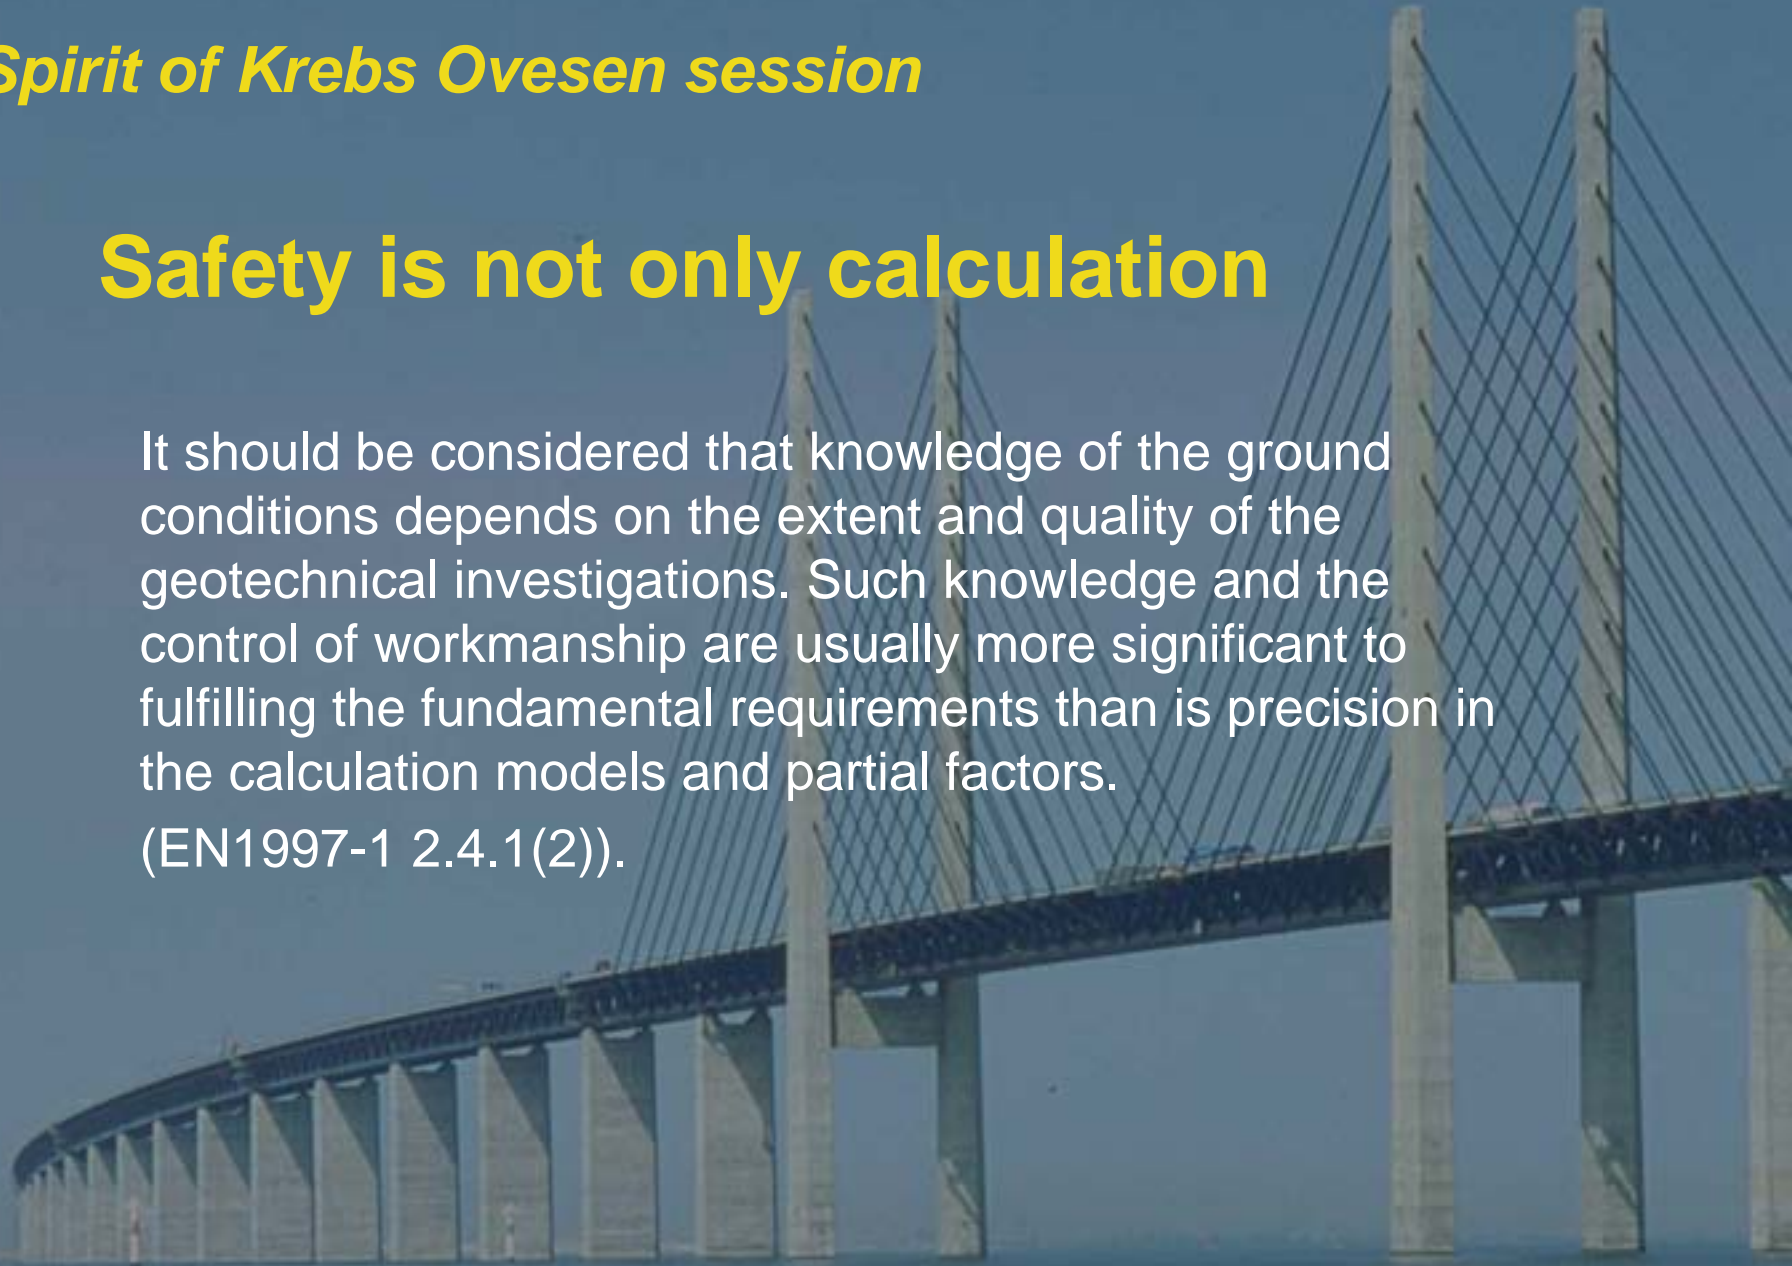 Spirit of Krebs Ovesen session
Safety is not only calculation
It should be considered that knowledge of the ground
conditions depends on the extent and quality of the
geotechnical investigations. Such knowledge and the
control of workmanship are usually more significant to
fulfilling the fundamental requirements than is precision in
the calculation models and partial factors.
(EN1997-1 2.4.1(2)).